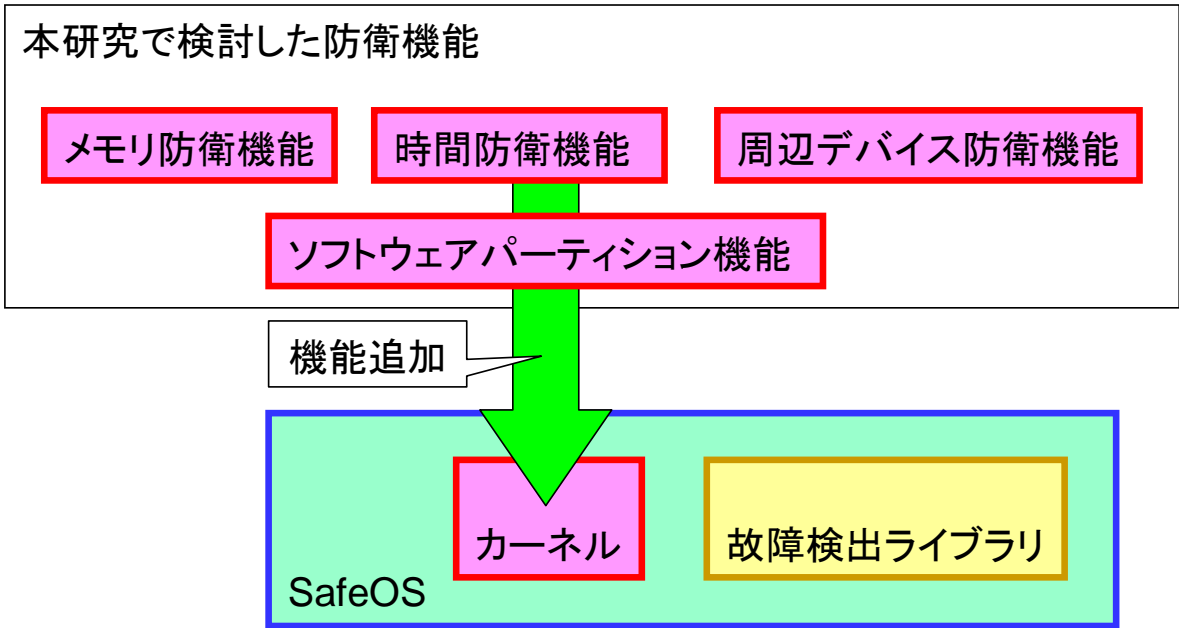 本研究で検討した防衛機能
メモリ防衛機能
時間防衛機能
周辺デバイス防衛機能
ソフトウェアパーティション機能
機能追加
カーネル
故障検出ライブラリ
SafeOS